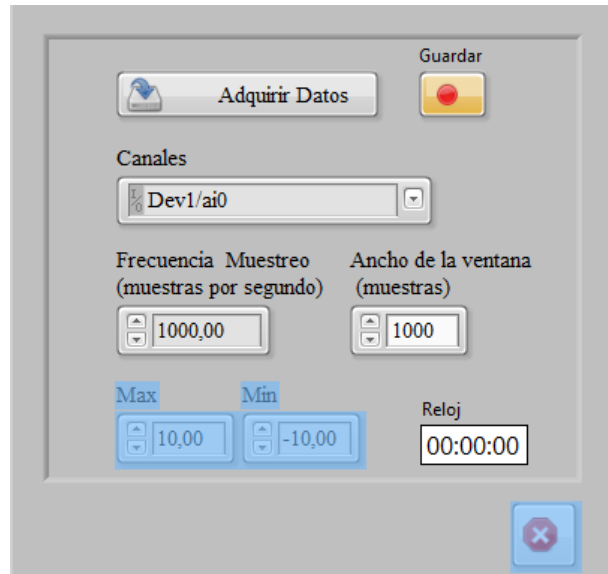 Guardar
Adquirir Datos
Canales
I/O Dev1/ai0
Frecuencia Muestreo
(muestras por segundo)
Ancho de la ventana
(muestras)
1000,00
1000
Max
Min
10,00
-10,00
Reloj
00:00:00